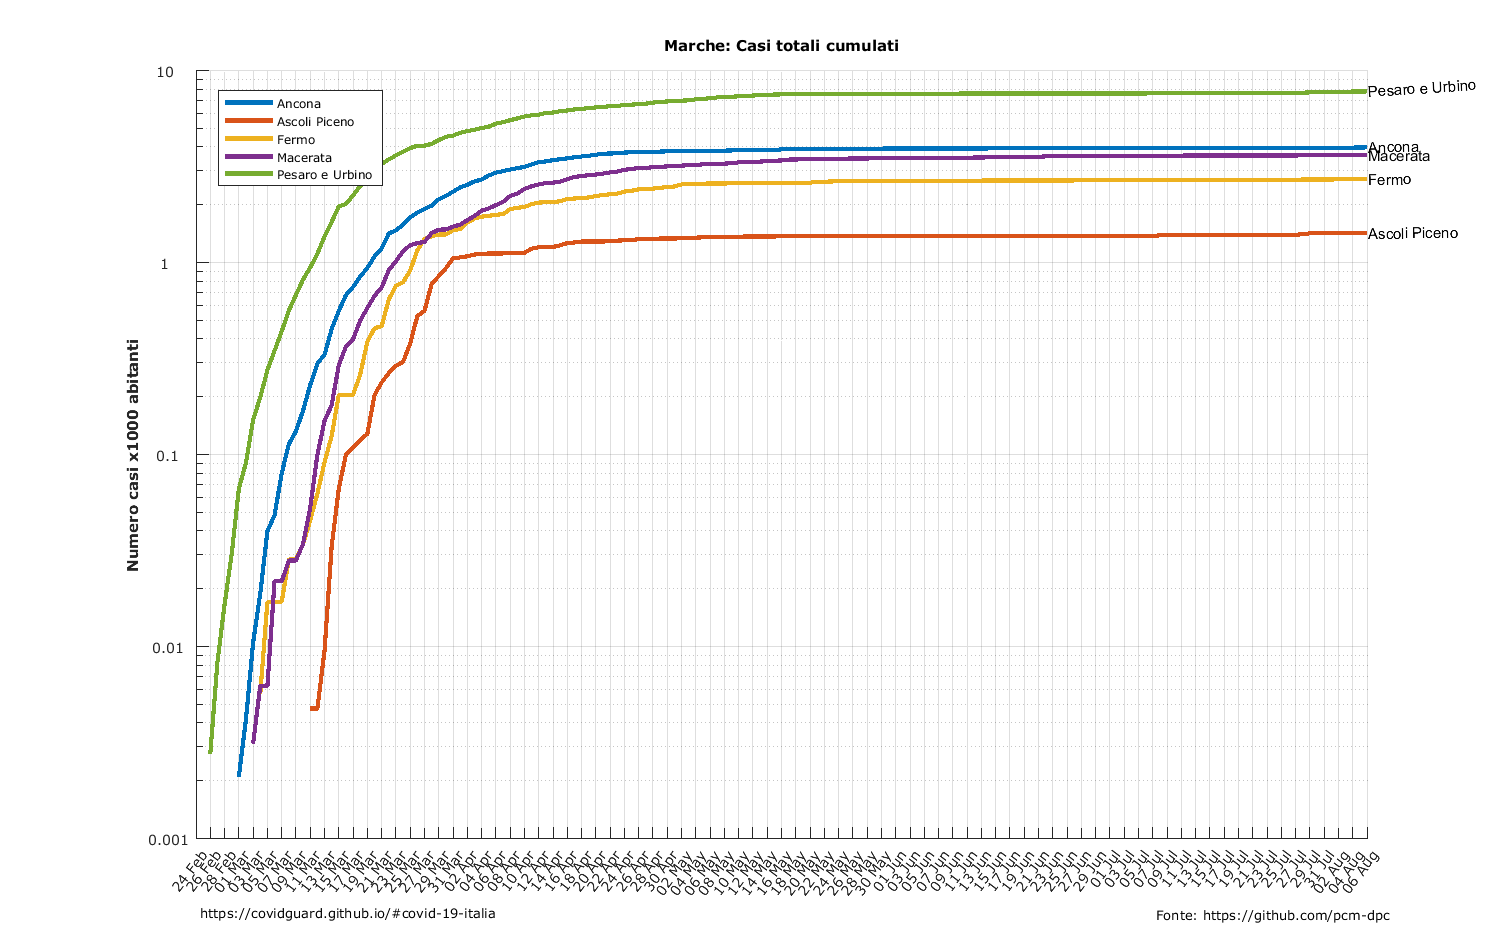 Marche: Casi totali cumulati
Numero casi x1000 abitanti
10
1
0.1
0.01
0.001
Ancona
Ascoli Piceno
Fermo
Macerata
Pesaro e Urbino
Pesaro e Urbino
Ancona
Macerata
Fermo
Ascoli Piceno
24 Feb
26 Feb
28 Feb
01 Mar
03 Mar
05 Mar
07 Mar
09 Mar
11 Mar
13 Mar
15 Mar
17 Mar
19 Mar
21 Mar
23 Mar
25 Mar
27 Mar
29 Mar
31 Mar
02 Apr
04 Apr
06 Apr
08 Apr
10 Apr
12 Apr
14 Apr
16 Apr
18 Apr
20 Apr
22 Apr
24 Apr
26 Apr
28 Apr
30 Apr
02 May
04 May
06 May
08 May
10 May
12 May
14 May
16 May
18 May
20 May
22 May
24 May
26 May
28 May
30 May
01 Jun
03 Jun
05 Jun
07 Jun
09 Jun
11 Jun
13 Jun
15 Jun
17 Jun
19 Jun
21 Jun
23 Jun
25 Jun
27 Jun
29 Jun
01 Jul
03 Jul
05 Jul
07 Jul
09 Jul
11 Jul
13 Jul
15 Jul
17 Jul
19 Jul
21 Jul
23 Jul
25 Jul
27 Jul
29 Jul
31 Jul
02 Aug
04 Aug
06 Aug
https://covidguard.github.io/#covid-19-italia
Fonte: https://github.com/pcm-dpc